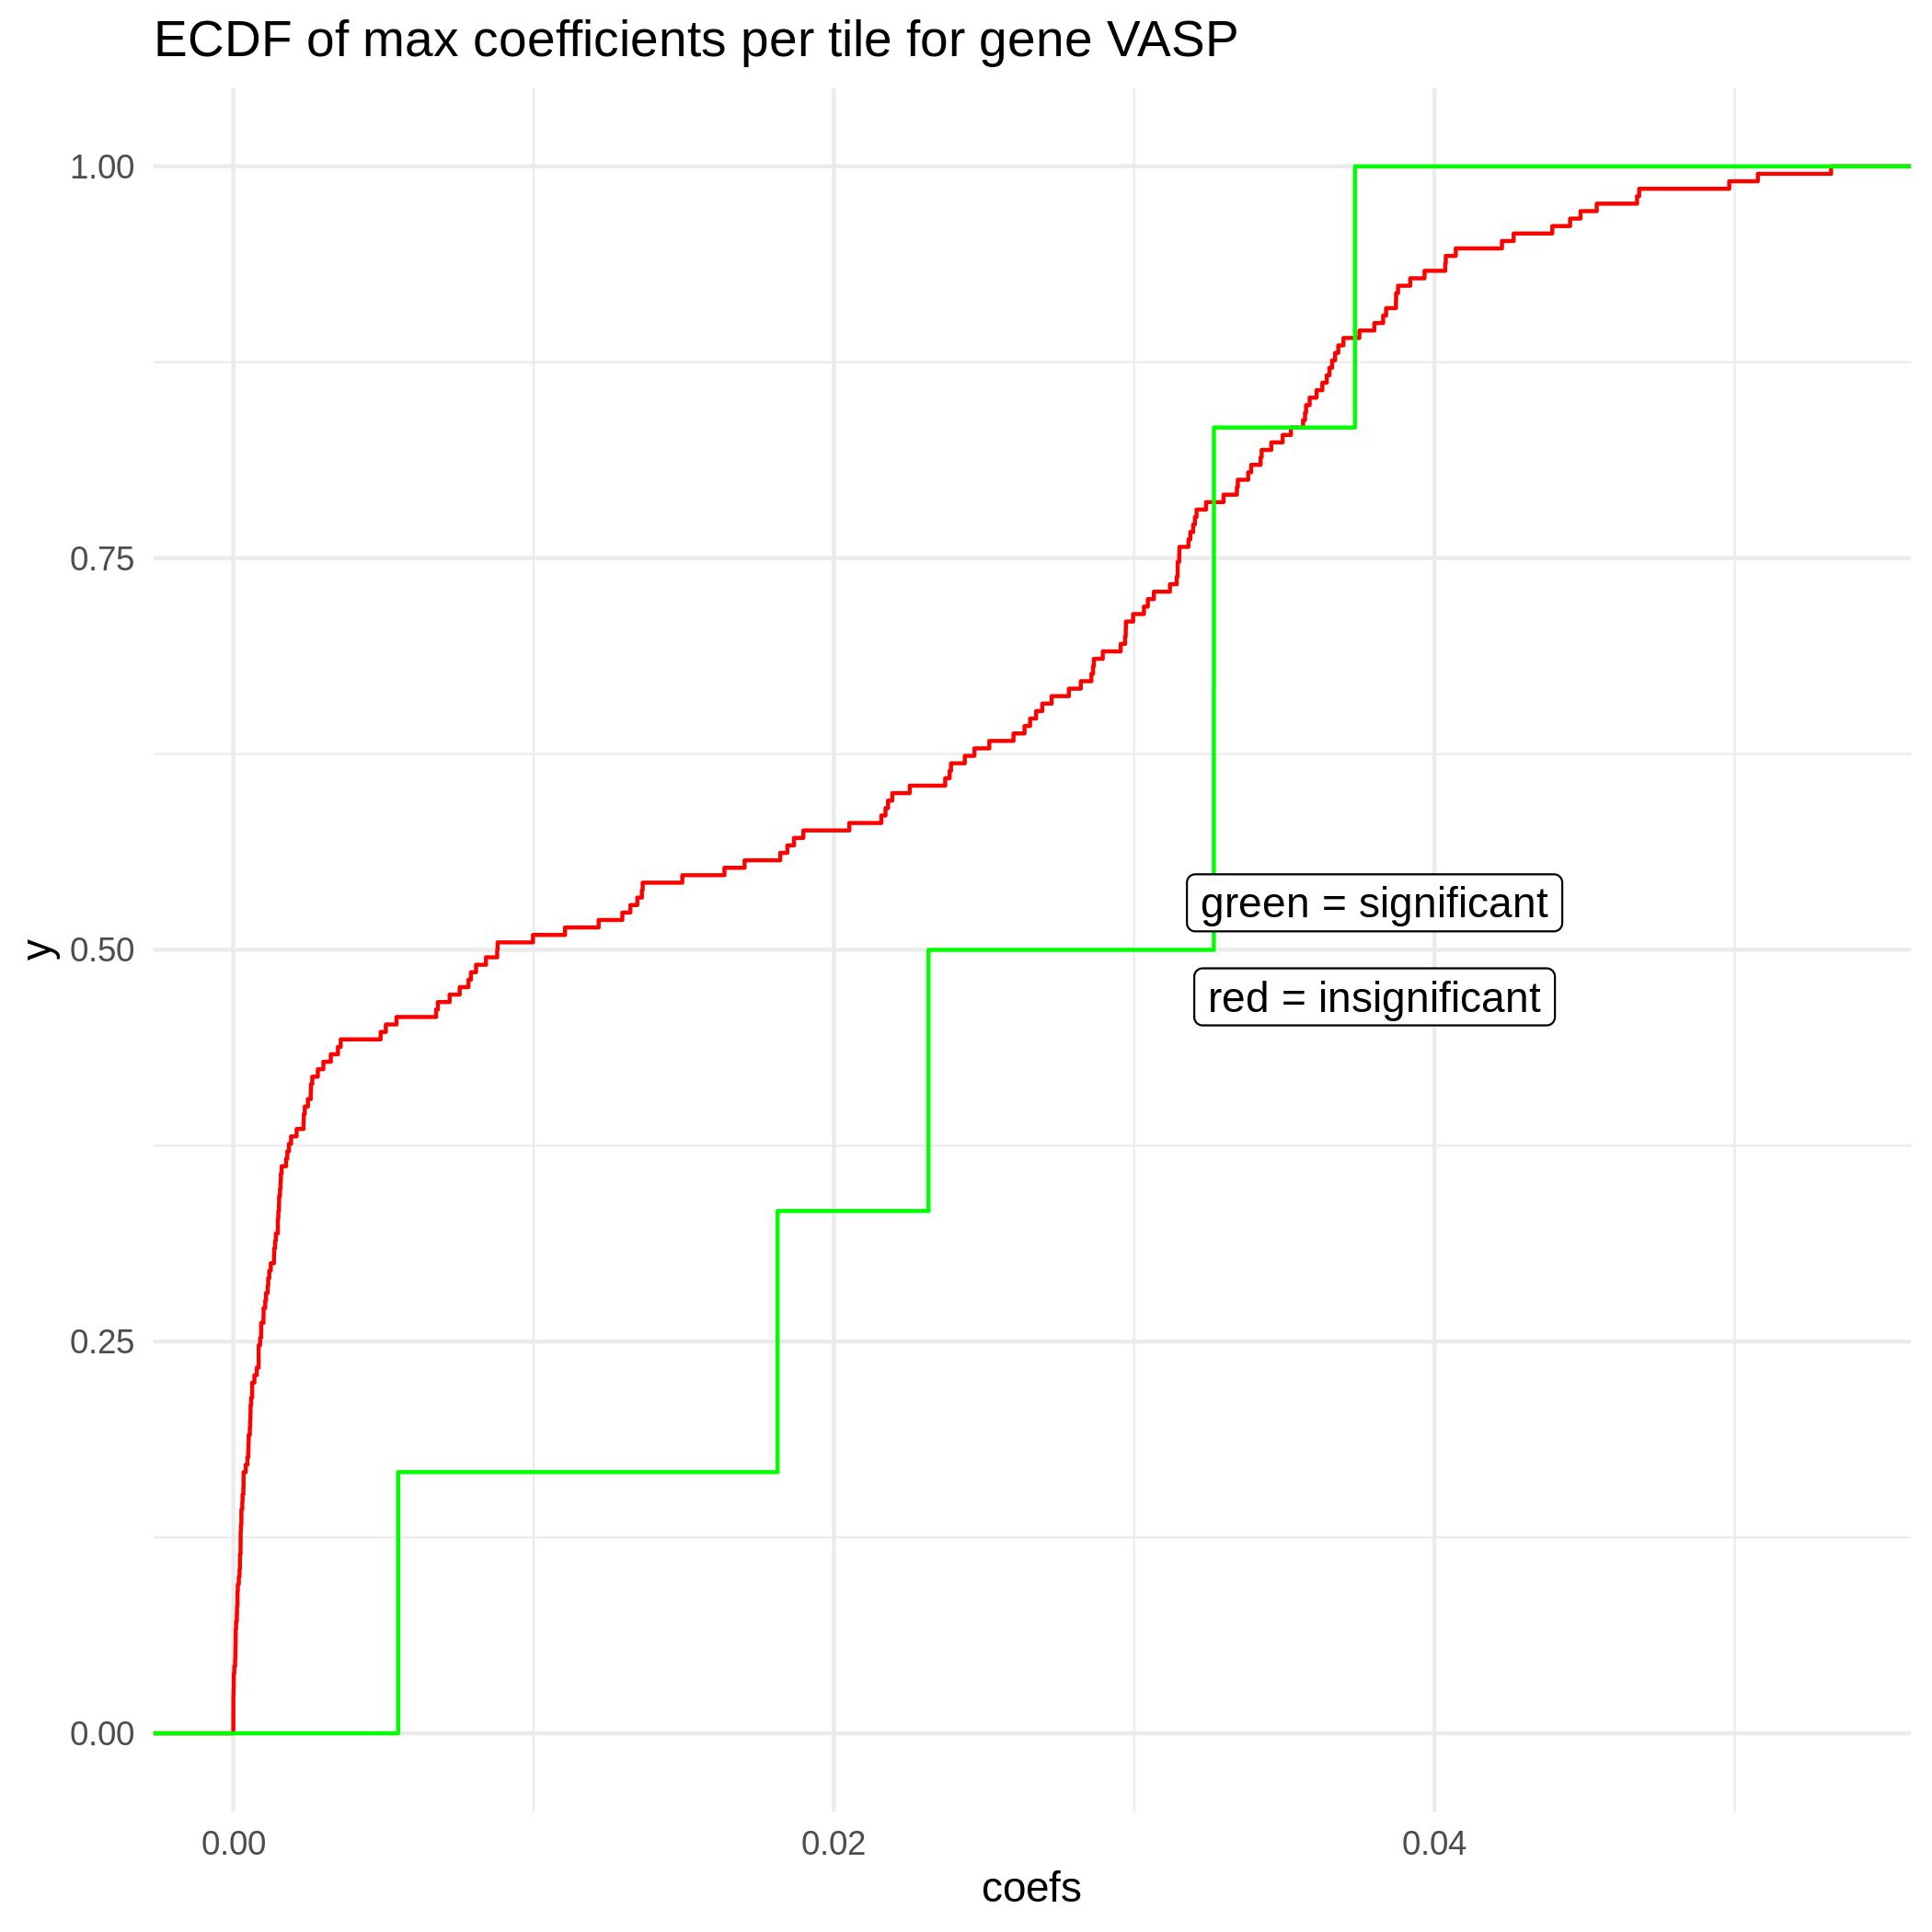 ECDF of max coefficients per tile for gene VASP
1.00
0.75
0.50
0.25
0.00
y
green = significant
red = insignificant
0.00
0.02
0.04
coefs